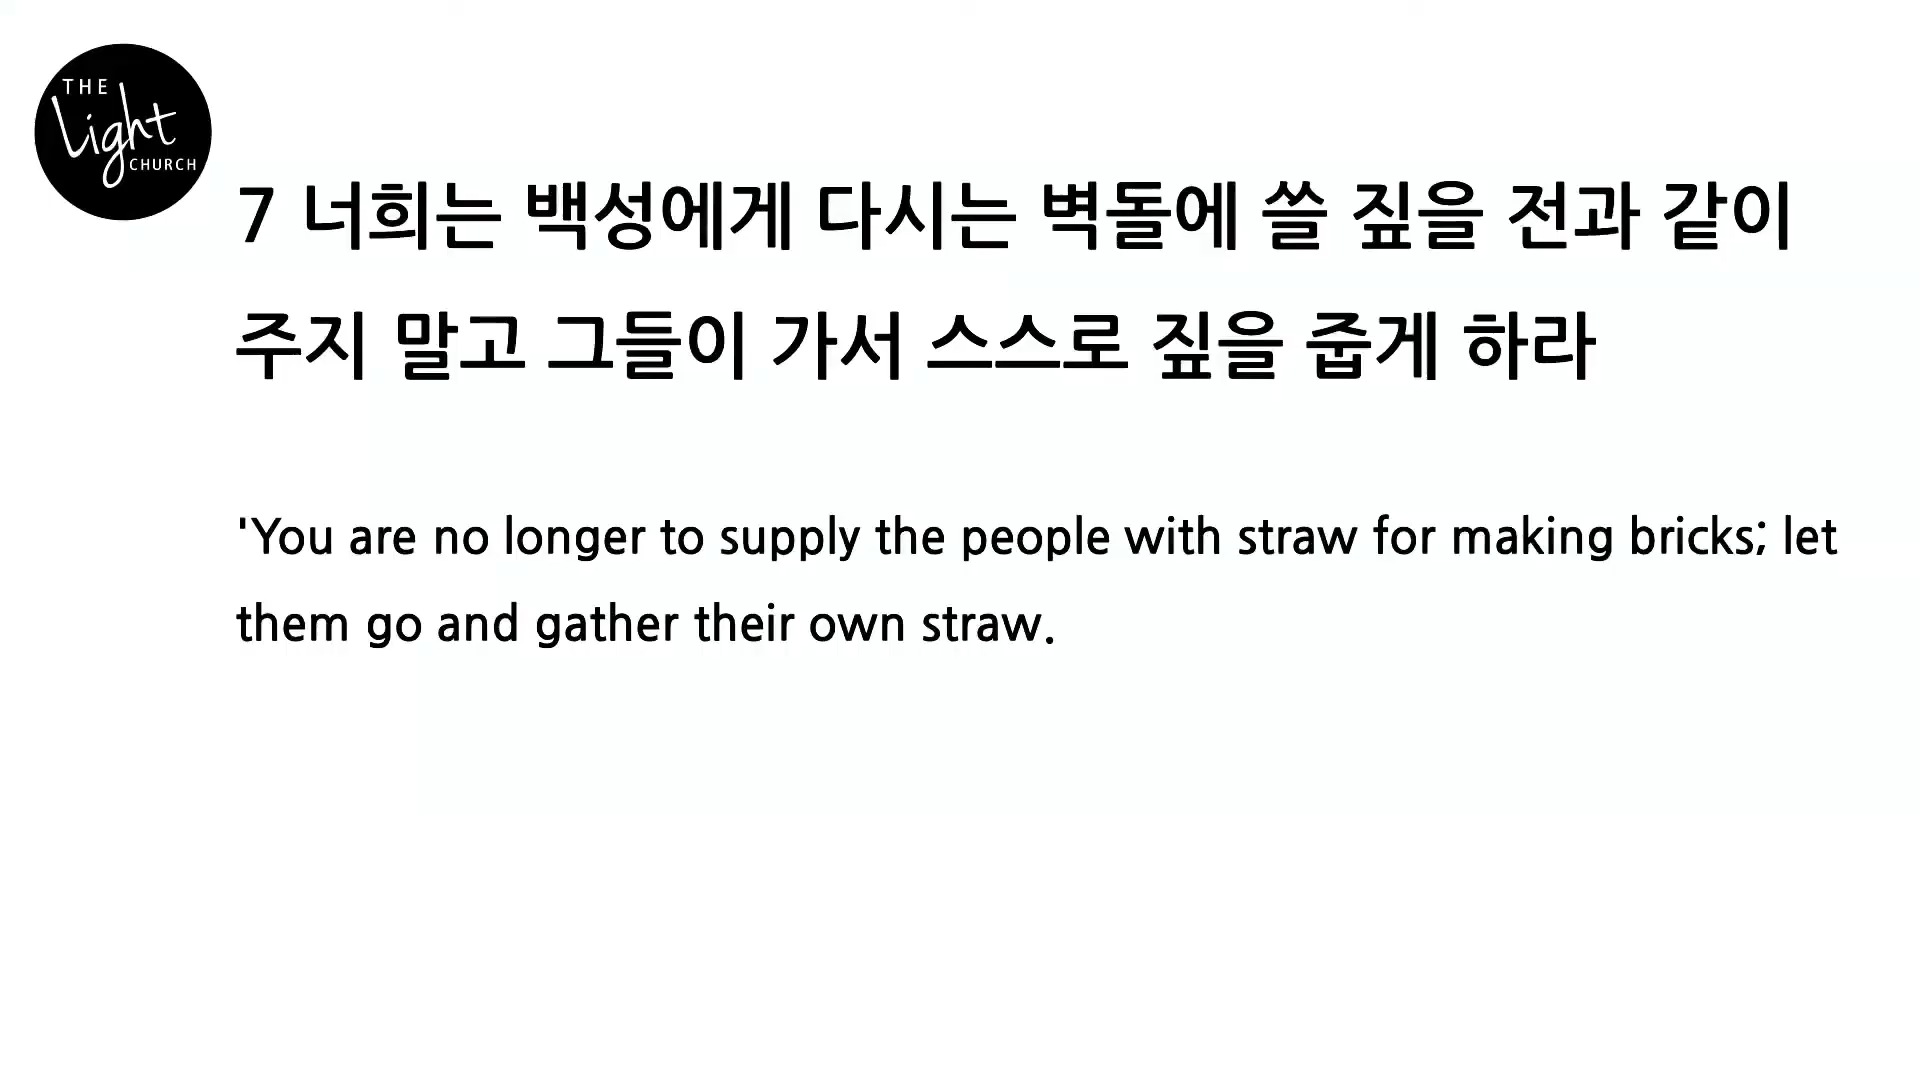 THE
Light
CHURCH
7 너희는 백성에게 다시는 벽돌에 쓸 짚을 전과 같이
주지 말고 그들이 가서 스스로 짚을 줍게 하라
'You are no longer to supply the people with straw for making bricks; let
them go and gather their own straw.